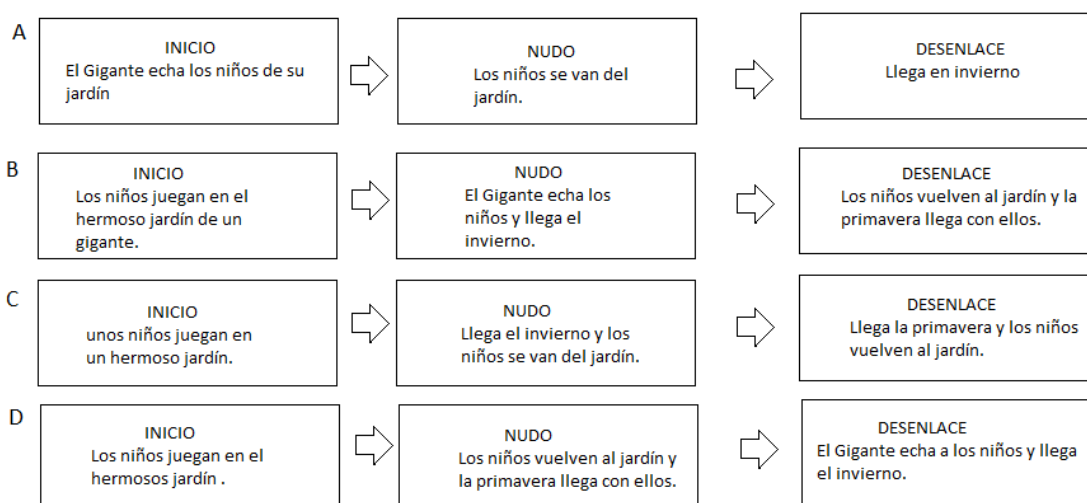 A
INICIO
El Gigante echa los niños de su
jardín
NUDO
Los niños se van del
jardín.
DESENLACE
Llega en invierno
B
INICIO
Los niños juegan en el
hermoso jardín de un
gigante.
NUDO
El Gigante echa los
niños y llega el
invierno.
DESENLACE
Los niños vuelven al jardín y la
primavera llega con ellos.
C
INICIO
unos niños juegan en
un hermoso jardín.
NUDO
Llega el invierno y los
niños se van del jardín.
DESENLACE
Llega la primavera y los niños
vuelven al jardín.
D
INICIO
Los niños juegan en el
hermosos jardín .
NUDO
Los niños vuelven al jardín y
la primavera llega con ellos.
DESENLACE
El Gigante echa a los niños y llega
el invierno.